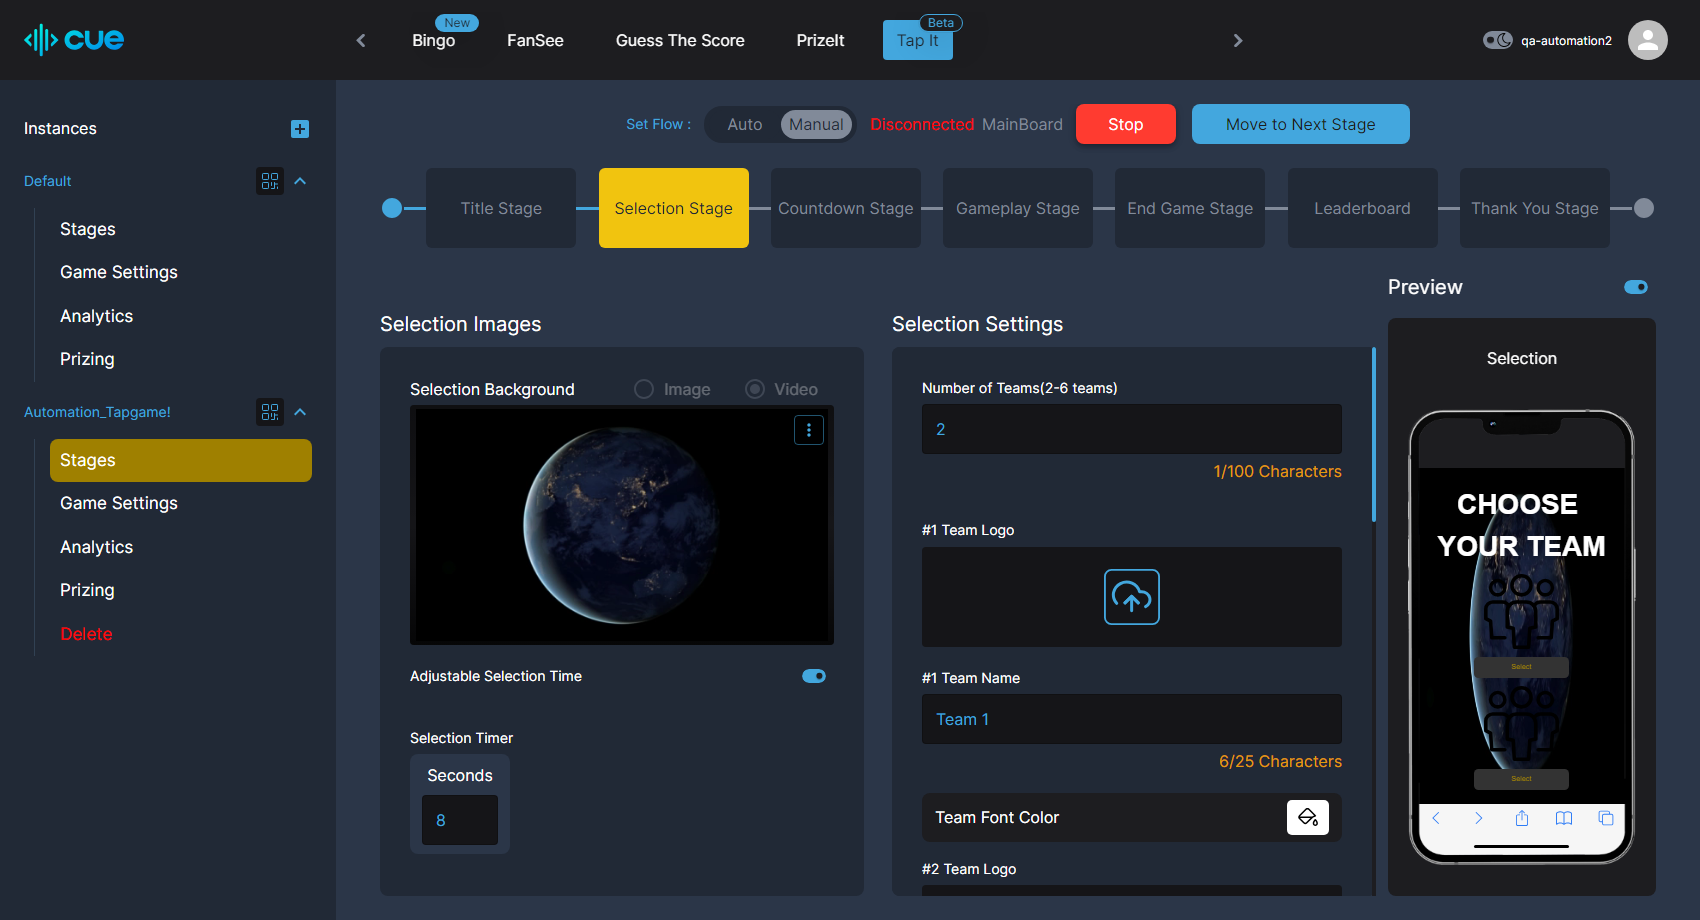 cue
New
Bingo
FanSee
Guess The Score
PrizeIt
Beta
Tap It
qa-automation2
Instances
Default
Stages
Game Settings
Analytics
Prizing
Automation_Tapgame!
Stages
Game Settings
Analytics
Prizing
Delete
Set Flow :
Auto
Manual
Disconnected MainBoard
Stop
Move to Next Stage
Title Stage
Selection Stage
Countdown Stage
Gameplay Stage
End Game Stage
Leaderboard
Thank You Stage
Selection Images
Selection Background
Image
Video
Adjustable Selection Time
Selection Timer
Seconds
8
Selection Settings
Number of Teams(2-6 teams)
2
1/100 Characters
#1 Team Logo
#1 Team Name
Team 1
6/25 Characters
Team Font Color
#2 Team Logo
Preview
Selection
CHOOSE
YOUR TEAM
Select
Select